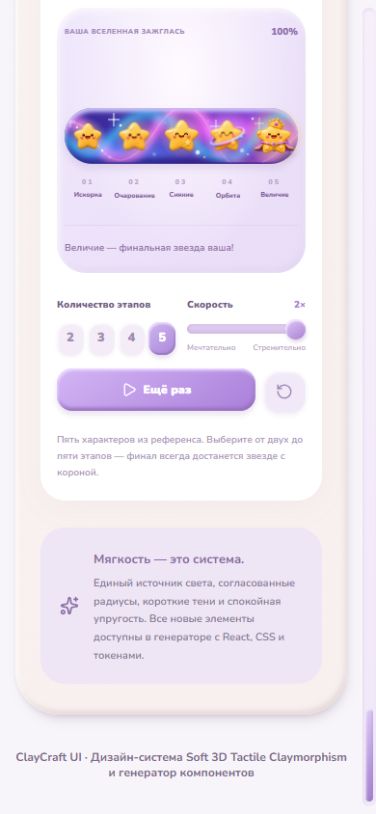 ВАША ВСЕЛЕННАЯ ЗАЖГЛАСЬ 100%
01 02 03 04 05
Искорка Очарование Сияние Орбита Величие
Величие — финальная звезда ваша!
Количество этапов Скорость 2×
2 3 4 5
Мечтательно Стремительно
Ещё раз
Пять характеров из референса. Выберите от двух до
пяти этапов — финал всегда достанется звезде с
короной.
Мягкость — это система.
Единый источник света, согласованные
радиусы, короткие тени и спокойная
упругость. Все новые элементы
доступны в генераторе с React, CSS и
токенами.
ClayCraft UI · Дизайн-система Soft 3D Tactile Claymorphism
и генератор компонентов